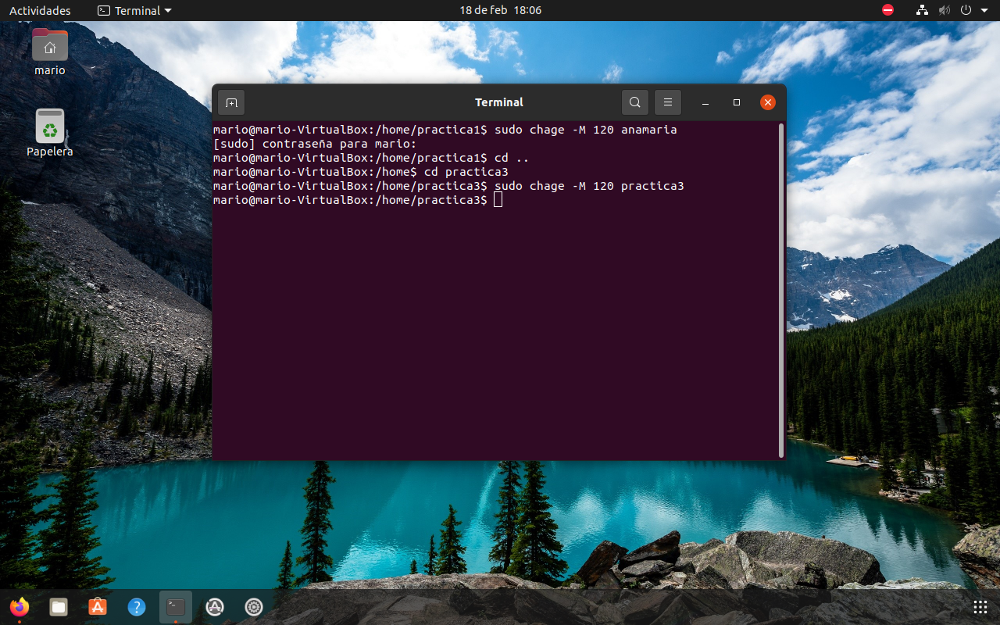 Actividades
Terminal
18 de feb 18:06
mario
Papelera
Terminal
mario@mario-VirtualBox:/home/practica1$ sudo chage -M 120 anamaria
[sudo] contraseña para mario:
mario@mario-VirtualBox:/home/practica1$ cd ..
mario@mario-VirtualBox:/home$ cd practica3
mario@mario-VirtualBox:/home/practica3$ sudo chage -M 120 practica3
mario@mario-VirtualBox:/home/practica3$